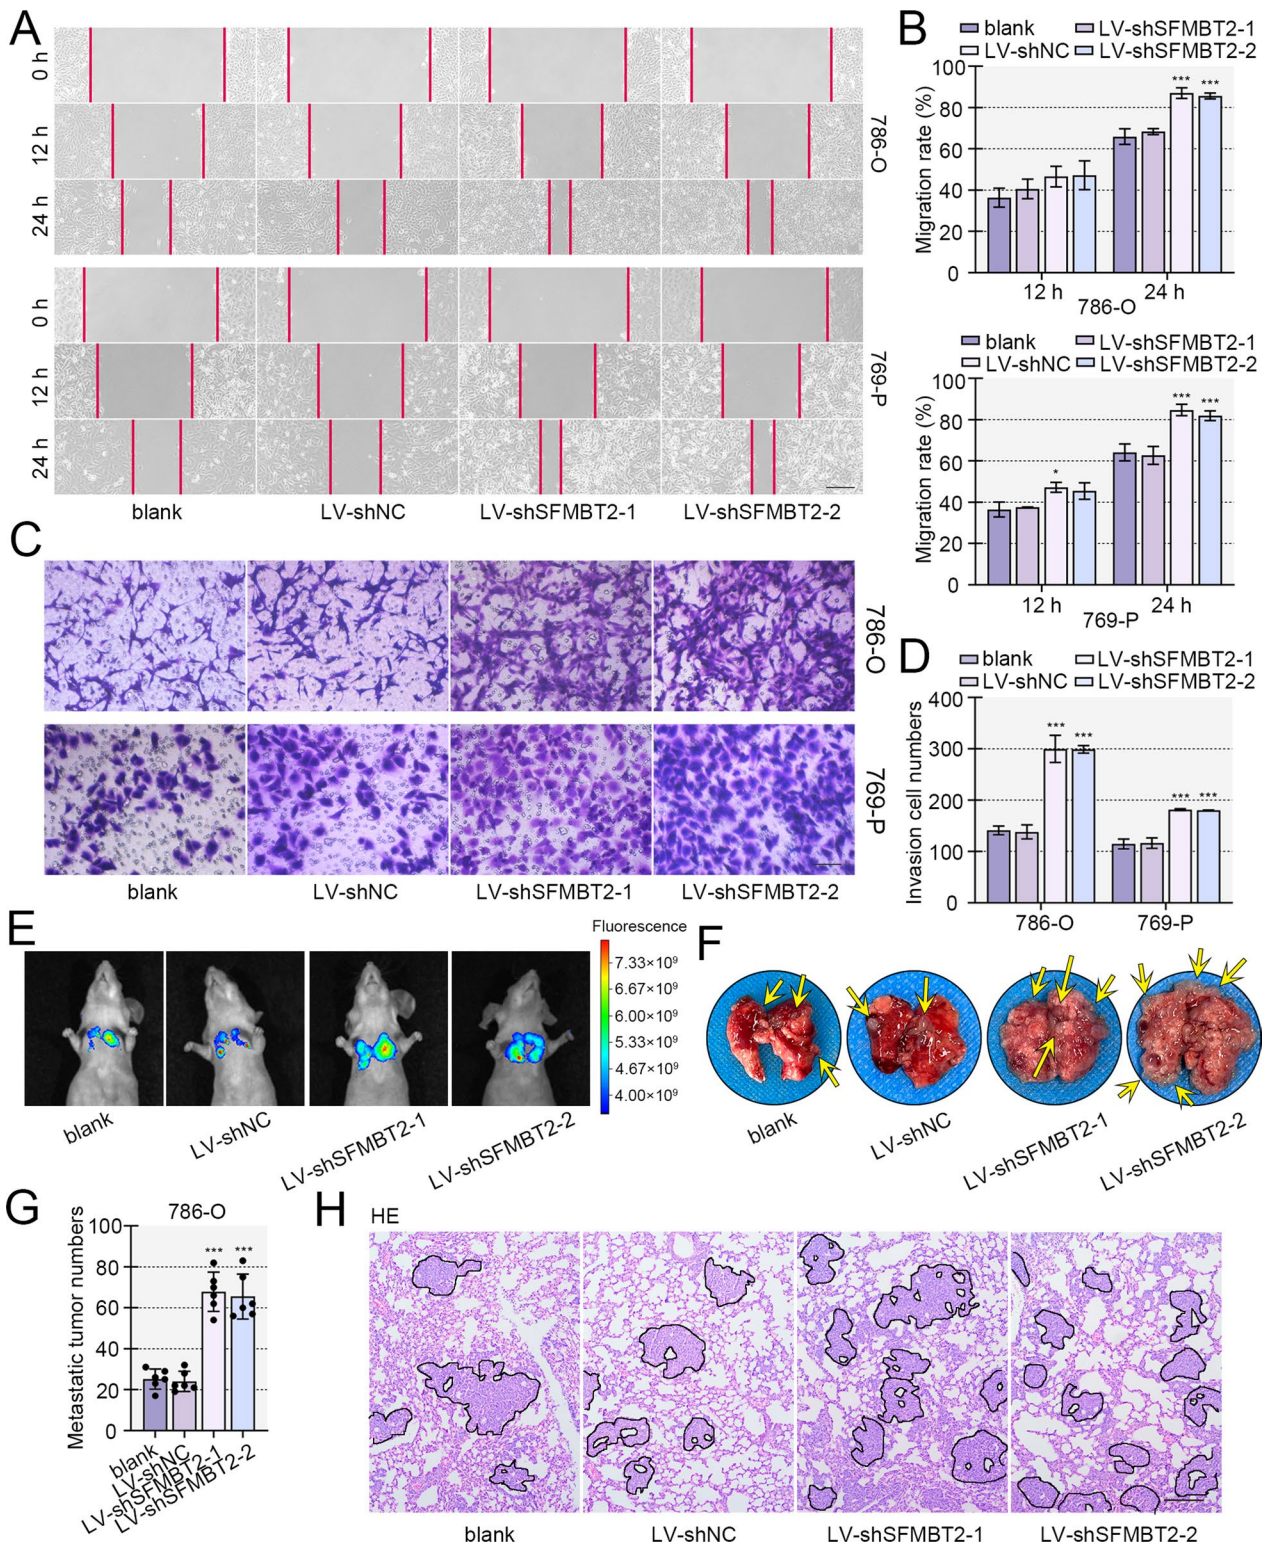 A
0 h
12 h
24 h
786-O
0 h
12 h
24 h
769-P
blank LV-shNC LV-shSFMBT2-1 LV-shSFMBT2-2
B
blank LV-shSFMBT2-1
LV-shNC LV-shSFMBT2-2
Migration rate (%)
100
80
60
40
20
0
*** ***
12 h 24 h
786-O
blank LV-shSFMBT2-1
LV-shNC LV-shSFMBT2-2
Migration rate (%)
100
80
60
40
20
0
* *** ***
12 h 24 h
769-P
C
786-O
769-P
blank LV-shNC LV-shSFMBT2-1 LV-shSFMBT2-2
D
blank LV-shSFMBT2-1
LV-shNC LV-shSFMBT2-2
Invasion cell numbers
400
300
200
100
0
*** *** *** ***
786-O 769-P
E
Fluorescence
7.33×10⁹
6.67×10⁹
6.00×10⁹
5.33×10⁹
4.67×10⁹
4.00×10⁹
blank LV-shNC LV-shSFMBT2-1 LV-shSFMBT2-2
F
blank LV-shNC LV-shSFMBT2-1 LV-shSFMBT2-2
G
786-O
Metastatic tumor numbers
100
80
60
40
20
0
*** ***
blank
LV-shNC
LV-shSFMBT2-1
LV-shSFMBT2-2
H
HE
blank LV-shNC LV-shSFMBT2-1 LV-shSFMBT2-2